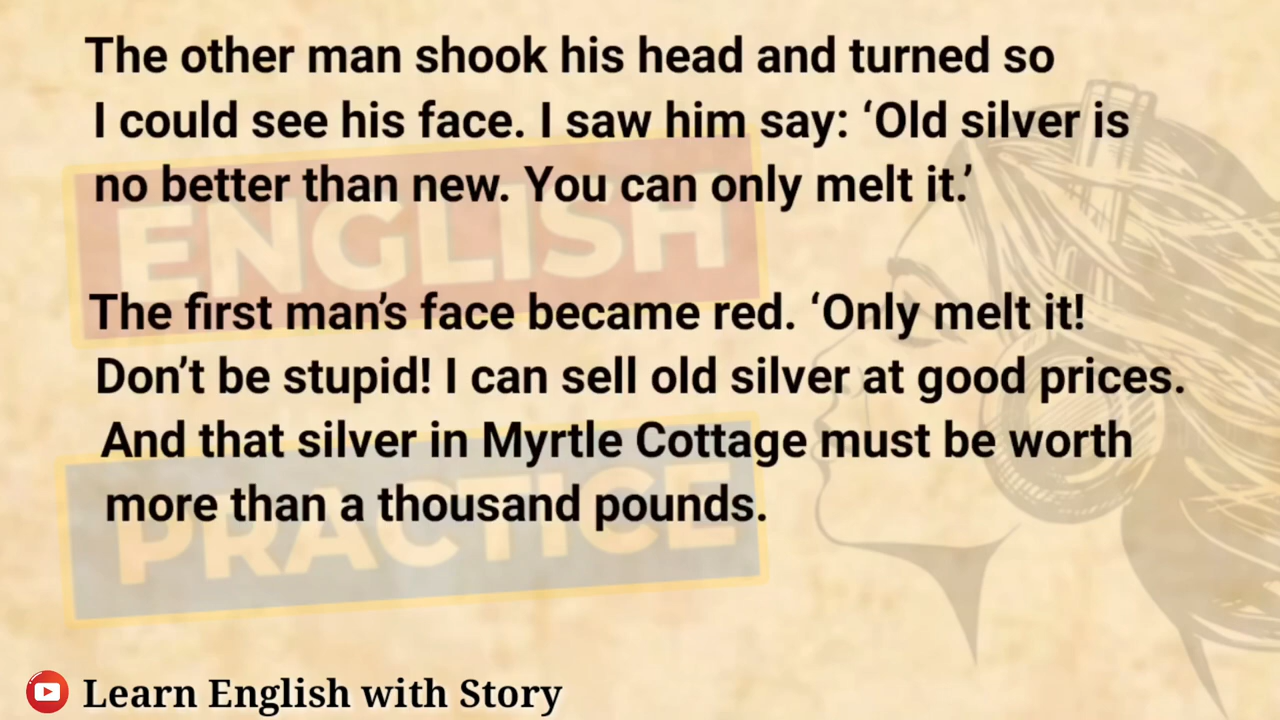 The other man shook his head and turned so
I could see his face. I saw him say: ‘Old silver is
no better than new. You can only melt it.’
ENGLISH
The first man’s face became red. ‘Only melt it!
Don’t be stupid! I can sell old silver at good prices.
And that silver in Myrtle Cottage must be worth
more than a thousand pounds.
PRACTICE
Learn English with Story